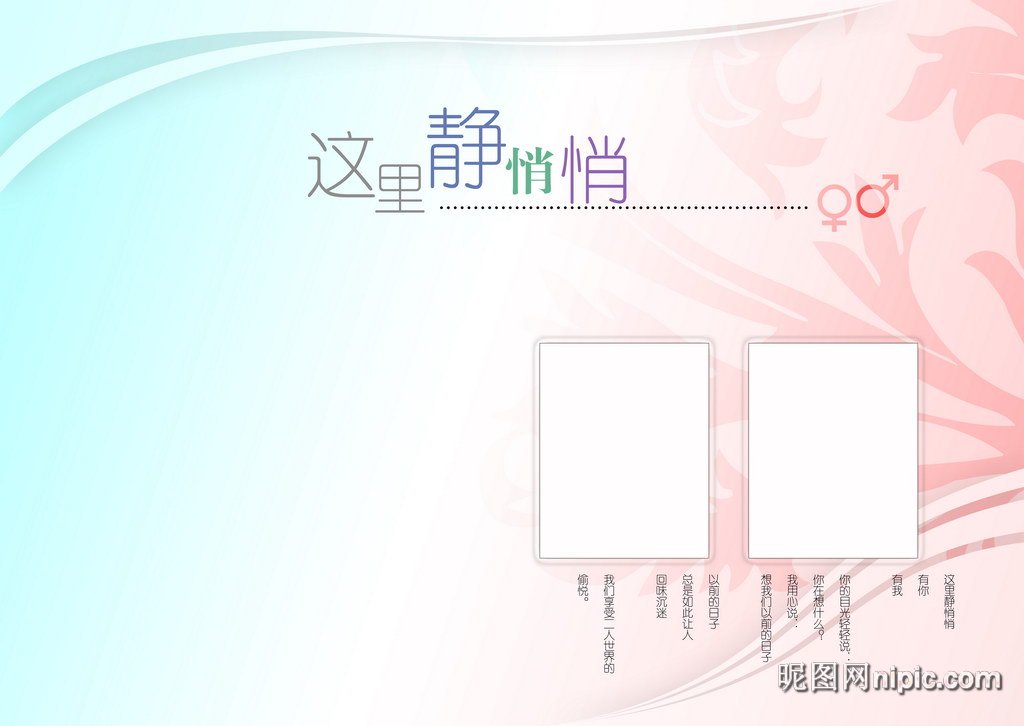 这里静悄悄
这里静悄悄
有你
有我
你的目光轻轻说：
你在想什么？
我用心说：
想我们以前的日子
以前的日子
总是如此让人
回味沉迷
我们享受二人世界的
偷悦。
昵图网nipic.com